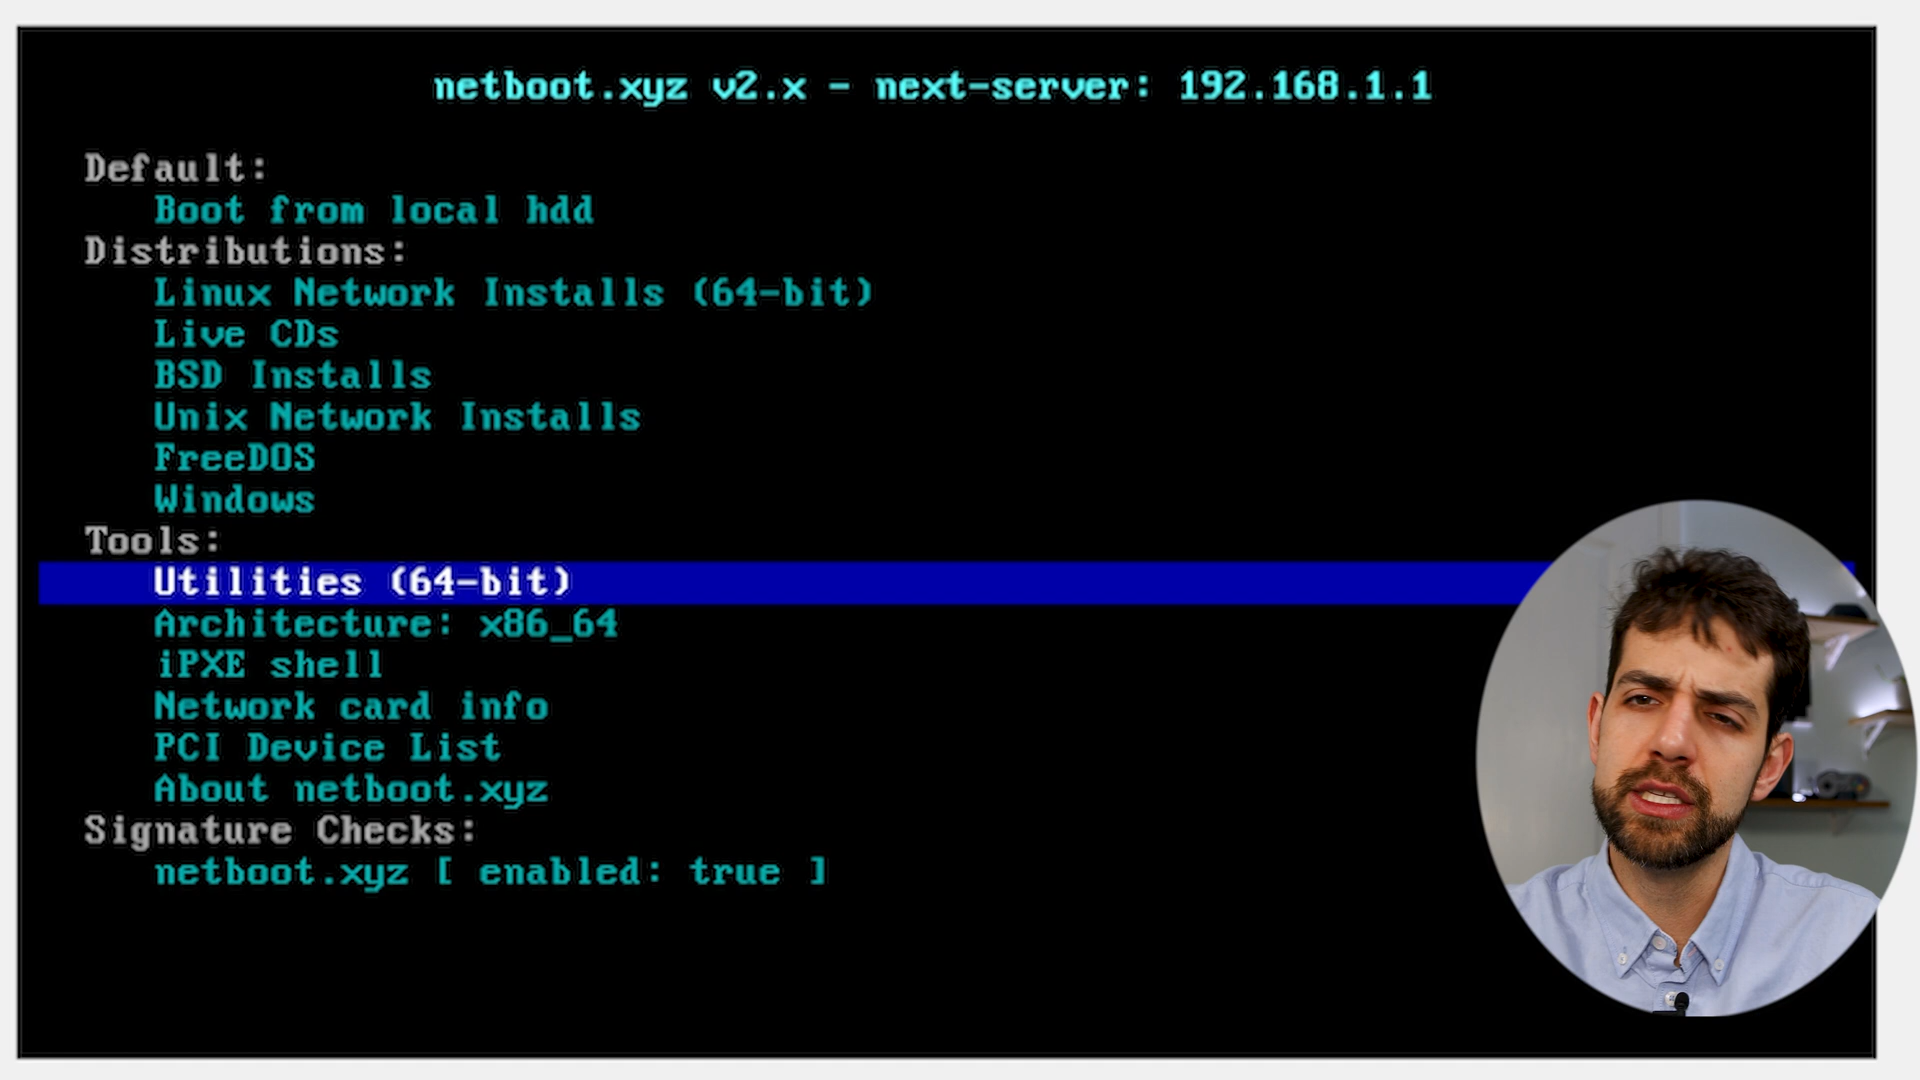 netboot.xyz v2.x - next-server: 192.168.1.1
Default:
Boot from local hdd
Distributions:
Linux Network Installs (64-bit)
Live CDs
BSD Installs
Unix Network Installs
FreeDOS
Windows
Tools:
Utilities (64-bit)
Architecture: x86_64
iPXE shell
Network card info
PCI Device List
About netboot.xyz
Signature Checks:
netboot.xyz [ enabled: true ]